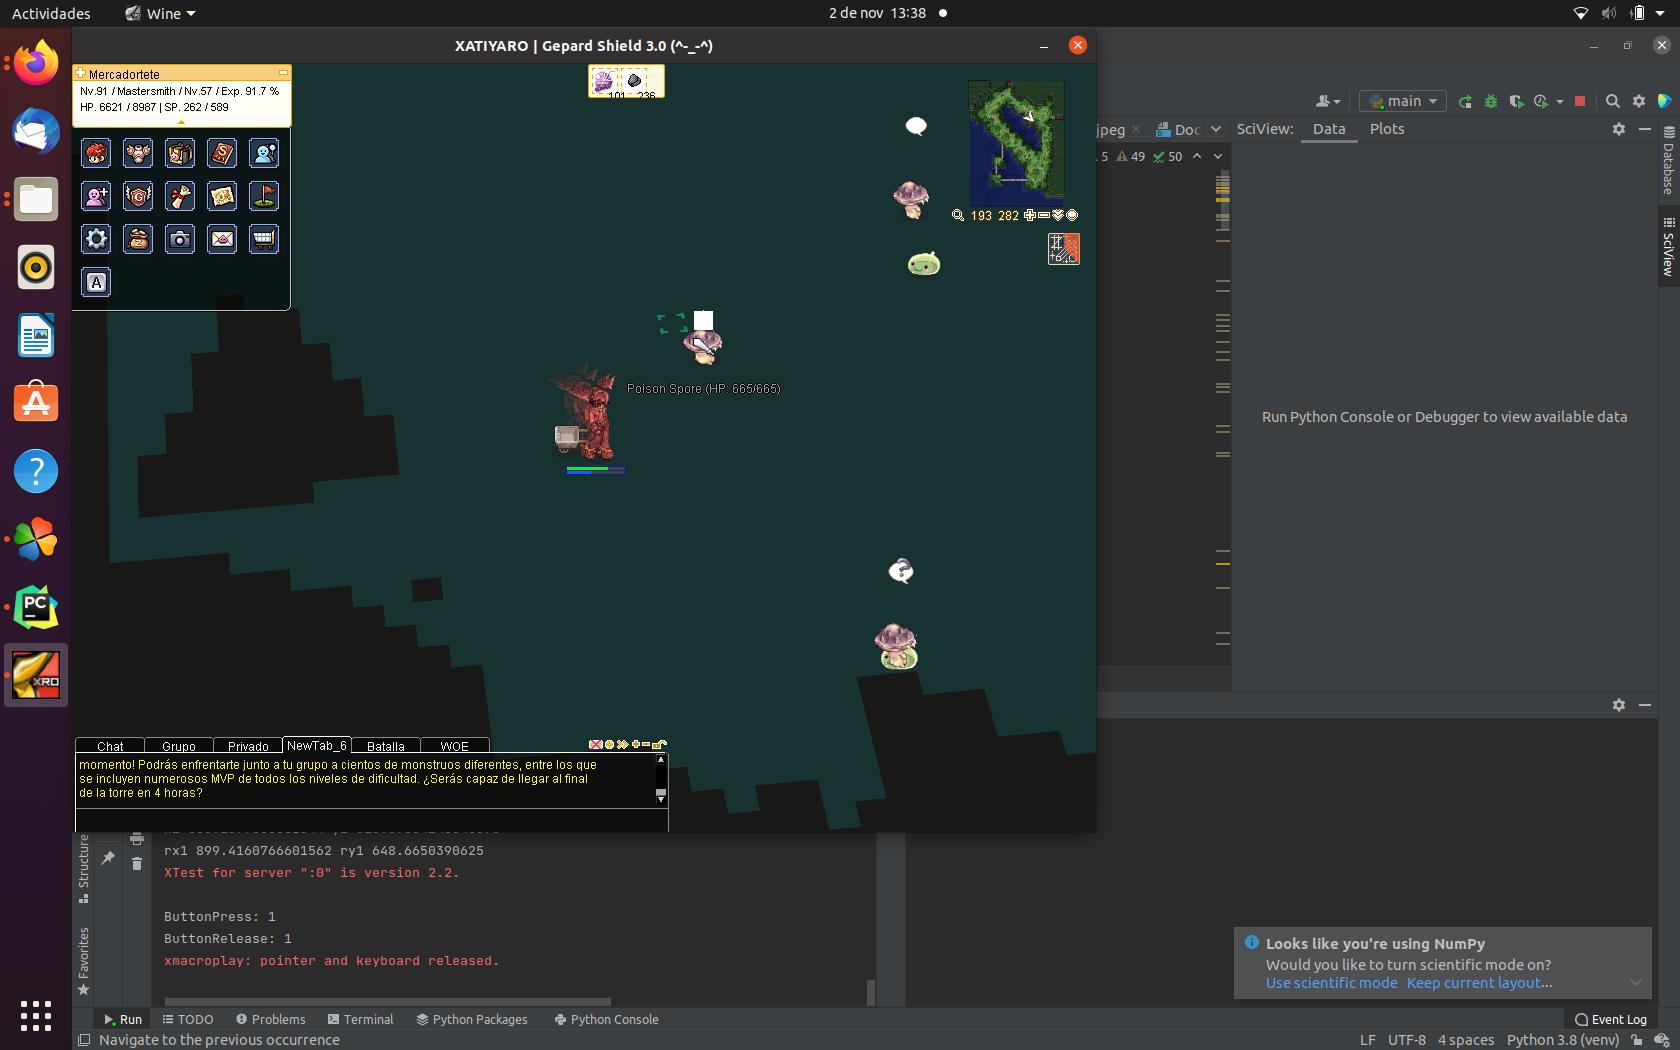 Actividades
Wine
2 de nov 13:38
XATIYARO | Gepard Shield 3.0 (^-_-^)
Mercadortete
Nv.91 / Mastersmith / Nv.57 / Exp. 91.7 %
HP. 6621 / 8987 | SP. 262 / 589
101 236
193 282
A
Poison Spore (HP: 665/665)
main
jpeg
Doc
SciView:
Data
Plots
5
49
50
Database
SciView
Run Python Console or Debugger to view available data
PC
XRO
Chat
Grupo
Privado
NewTab_6
Batalla
WOE
momento! Podrás enfrentarte junto a tu grupo a cientos de monstruos diferentes, entre los que
se incluyen numerosos MVP de todos los niveles de dificultad. ¿Serás capaz de llegar al final
de la torre en 4 horas?
Structure
Favorites
rx1 899.4160766601562 ry1 648.6650390625
XTest for server ":0" is version 2.2.
ButtonPress: 1
ButtonRelease: 1
xmacroplay: pointer and keyboard released.
Looks like you're using NumPy
Would you like to turn scientific mode on?
Use scientific mode Keep current layout...
Run
TODO
Problems
Terminal
Python Packages
Python Console
Event Log
Navigate to the previous occurrence
LF UTF-8 4 spaces Python 3.8 (venv)